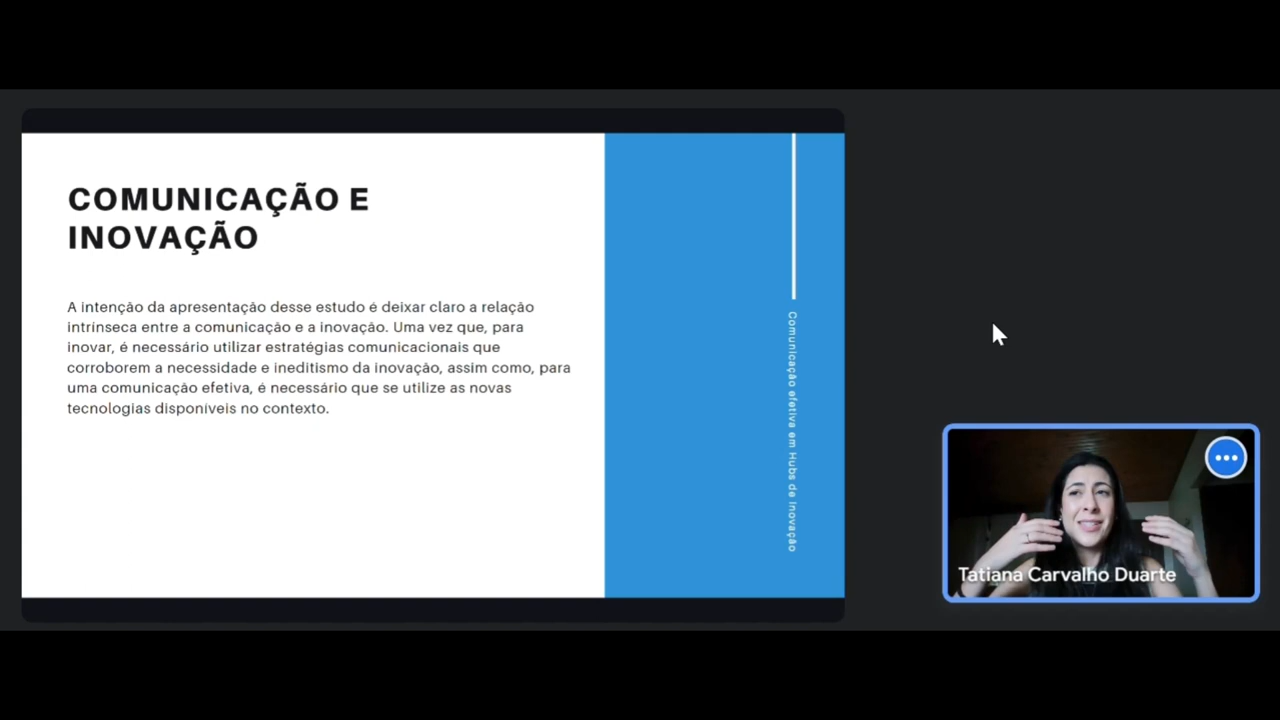 COMUNICAÇÃO E
INOVAÇÃO
A intenção da apresentação desse estudo é deixar claro a relação
intrínseca entre a comunicação e a inovação. Uma vez que, para
inovar, é necessário utilizar estratégias comunicacionais que
corroborem a necessidade e ineditismo da inovação, assim como, para
uma comunicação efetiva, é necessário que se utilize as novas
tecnologias disponíveis no contexto.
Comunicação efetiva em Hubs de Inovação
Tatiana Carvalho Duarte